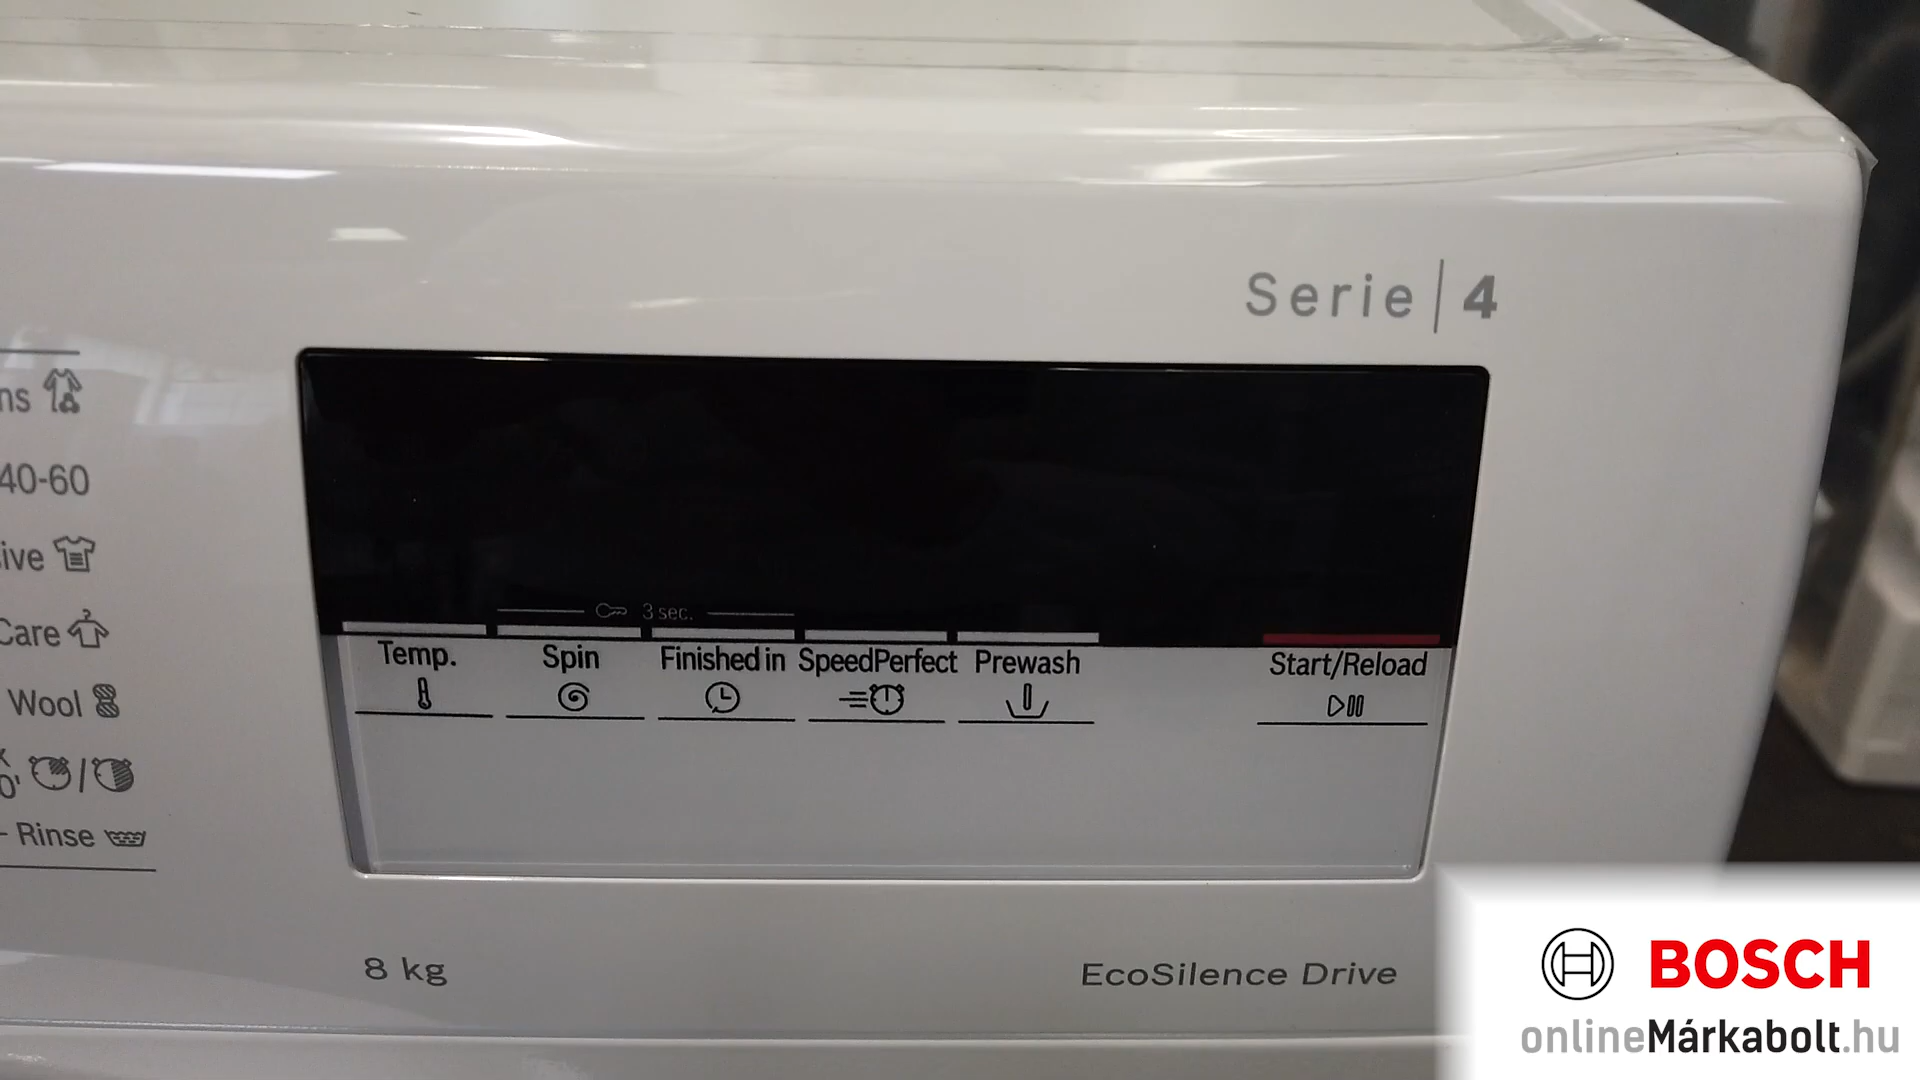 Serie | 4
ns
40-60
ive
Care
Wool
- Rinse
3 sec.
Temp.
Spin
Finished in
SpeedPerfect
Prewash
Start/Reload
8 kg
EcoSilence Drive
BOSCH
onlineMárkabolt.hu